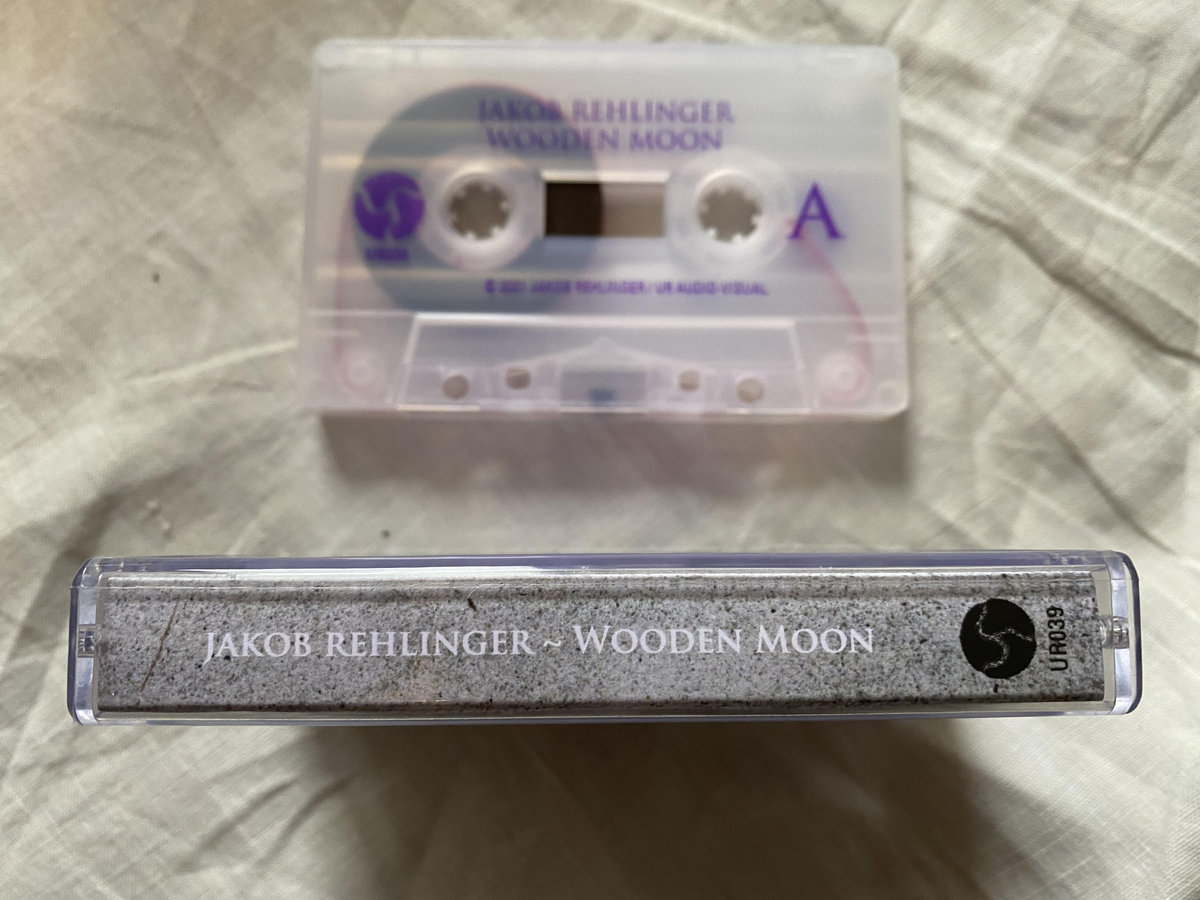 JAKOB REHLINGER
WOODEN MOON
A
© 2021 JAKOB REHLINGER / UR AUDIO VISUAL
JAKOB REHLINGER ~ WOODEN MOON
UR039